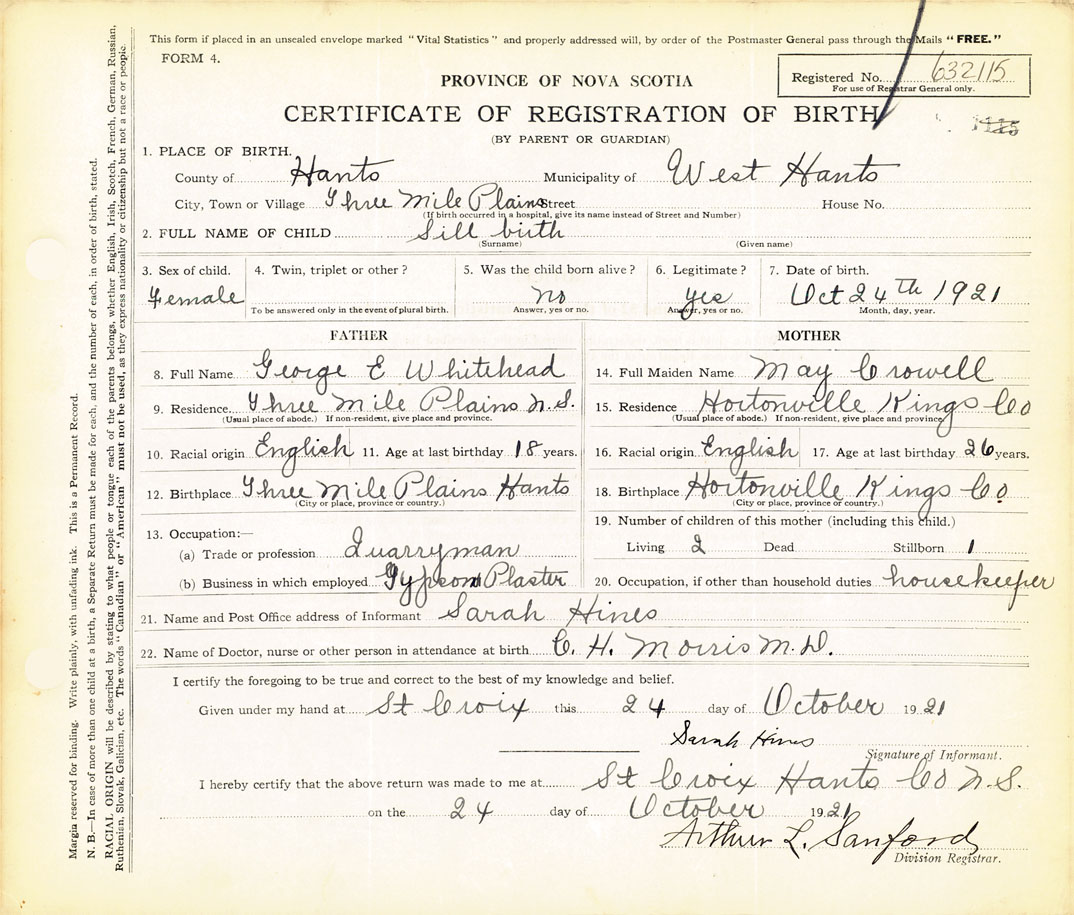 This form if placed in an unsealed envelope marked "Vital Statistics" and properly addressed will, by order of the Postmaster General pass through the Mails "FREE."
FORM 4.
Registered No. 632115
For use of Registrar General only.
PROVINCE OF NOVA SCOTIA
CERTIFICATE OF REGISTRATION OF BIRTH
(BY PARENT OR GUARDIAN)
1. PLACE OF BIRTH.
County of Hants Municipality of West Hants
City, Town or Village Three Mile Plains Street House No.
(If birth occurred in a hospital, give its name instead of Street and Number)
2. FULL NAME OF CHILD Sill birth
(Surname) (Given name)
3. Sex of child. 4. Twin, triplet or other? 5. Was the child born alive? 6. Legitimate? 7. Date of birth.
Female no yes Oct 24th 1921
To be answered only in the event of plural birth. Answer, yes or no. Answer, yes or no. Month, day, year.
FATHER MOTHER
8. Full Name George E Whitehead 14. Full Maiden Name May Crowell
9. Residence Three Mile Plains N.S. 15. Residence Hortonville Kings Co
(Usual place of abode.) If non-resident, give place and province. (Usual place of abode.) If non-resident, give place and province.
10. Racial origin English 11. Age at last birthday 18 years. 16. Racial origin English 17. Age at last birthday 26 years.
12. Birthplace Three Mile Plains Hants 18. Birthplace Hortonville Kings Co.
(City or place, province or country.) (City or place, province or country.)
13. Occupation:— 19. Number of children of this mother (including this child.)
(a) Trade or profession Quarryman Living 2 Dead Stillborn 1
(b) Business in which employed Gypsom Plaster 20. Occupation, if other than household duties housekeeper
21. Name and Post Office address of Informant Sarah Hines
22. Name of Doctor, nurse or other person in attendance at birth C. H. Morris M.D.
I certify the foregoing to be true and correct to the best of my knowledge and belief.
Given under my hand at St Croix this 24 day of October 1921
Sarah Hines
Signature of Informant.
I hereby certify that the above return was made to me at St Croix Hants Co N.S.
on the 24 day of October 1921
Arthur L. Sanford
Division Registrar.
Margin reserved for binding. Write plainly, with unfading ink. This is a Permanent Record.
N. B.—In case of more than one child at a birth, a Separate Return must be made for each, and the number of each, in order of birth, stated.
RACIAL ORIGIN will be described by stating to what people or tongue each of the parents belongs, whether English, Irish, Scotch, French, German, Russian,
Ruthenian, Slovak, Galician, etc. The words "Canadian" or "American" must not be used, as they express nationality or citizenship but not a race or people.